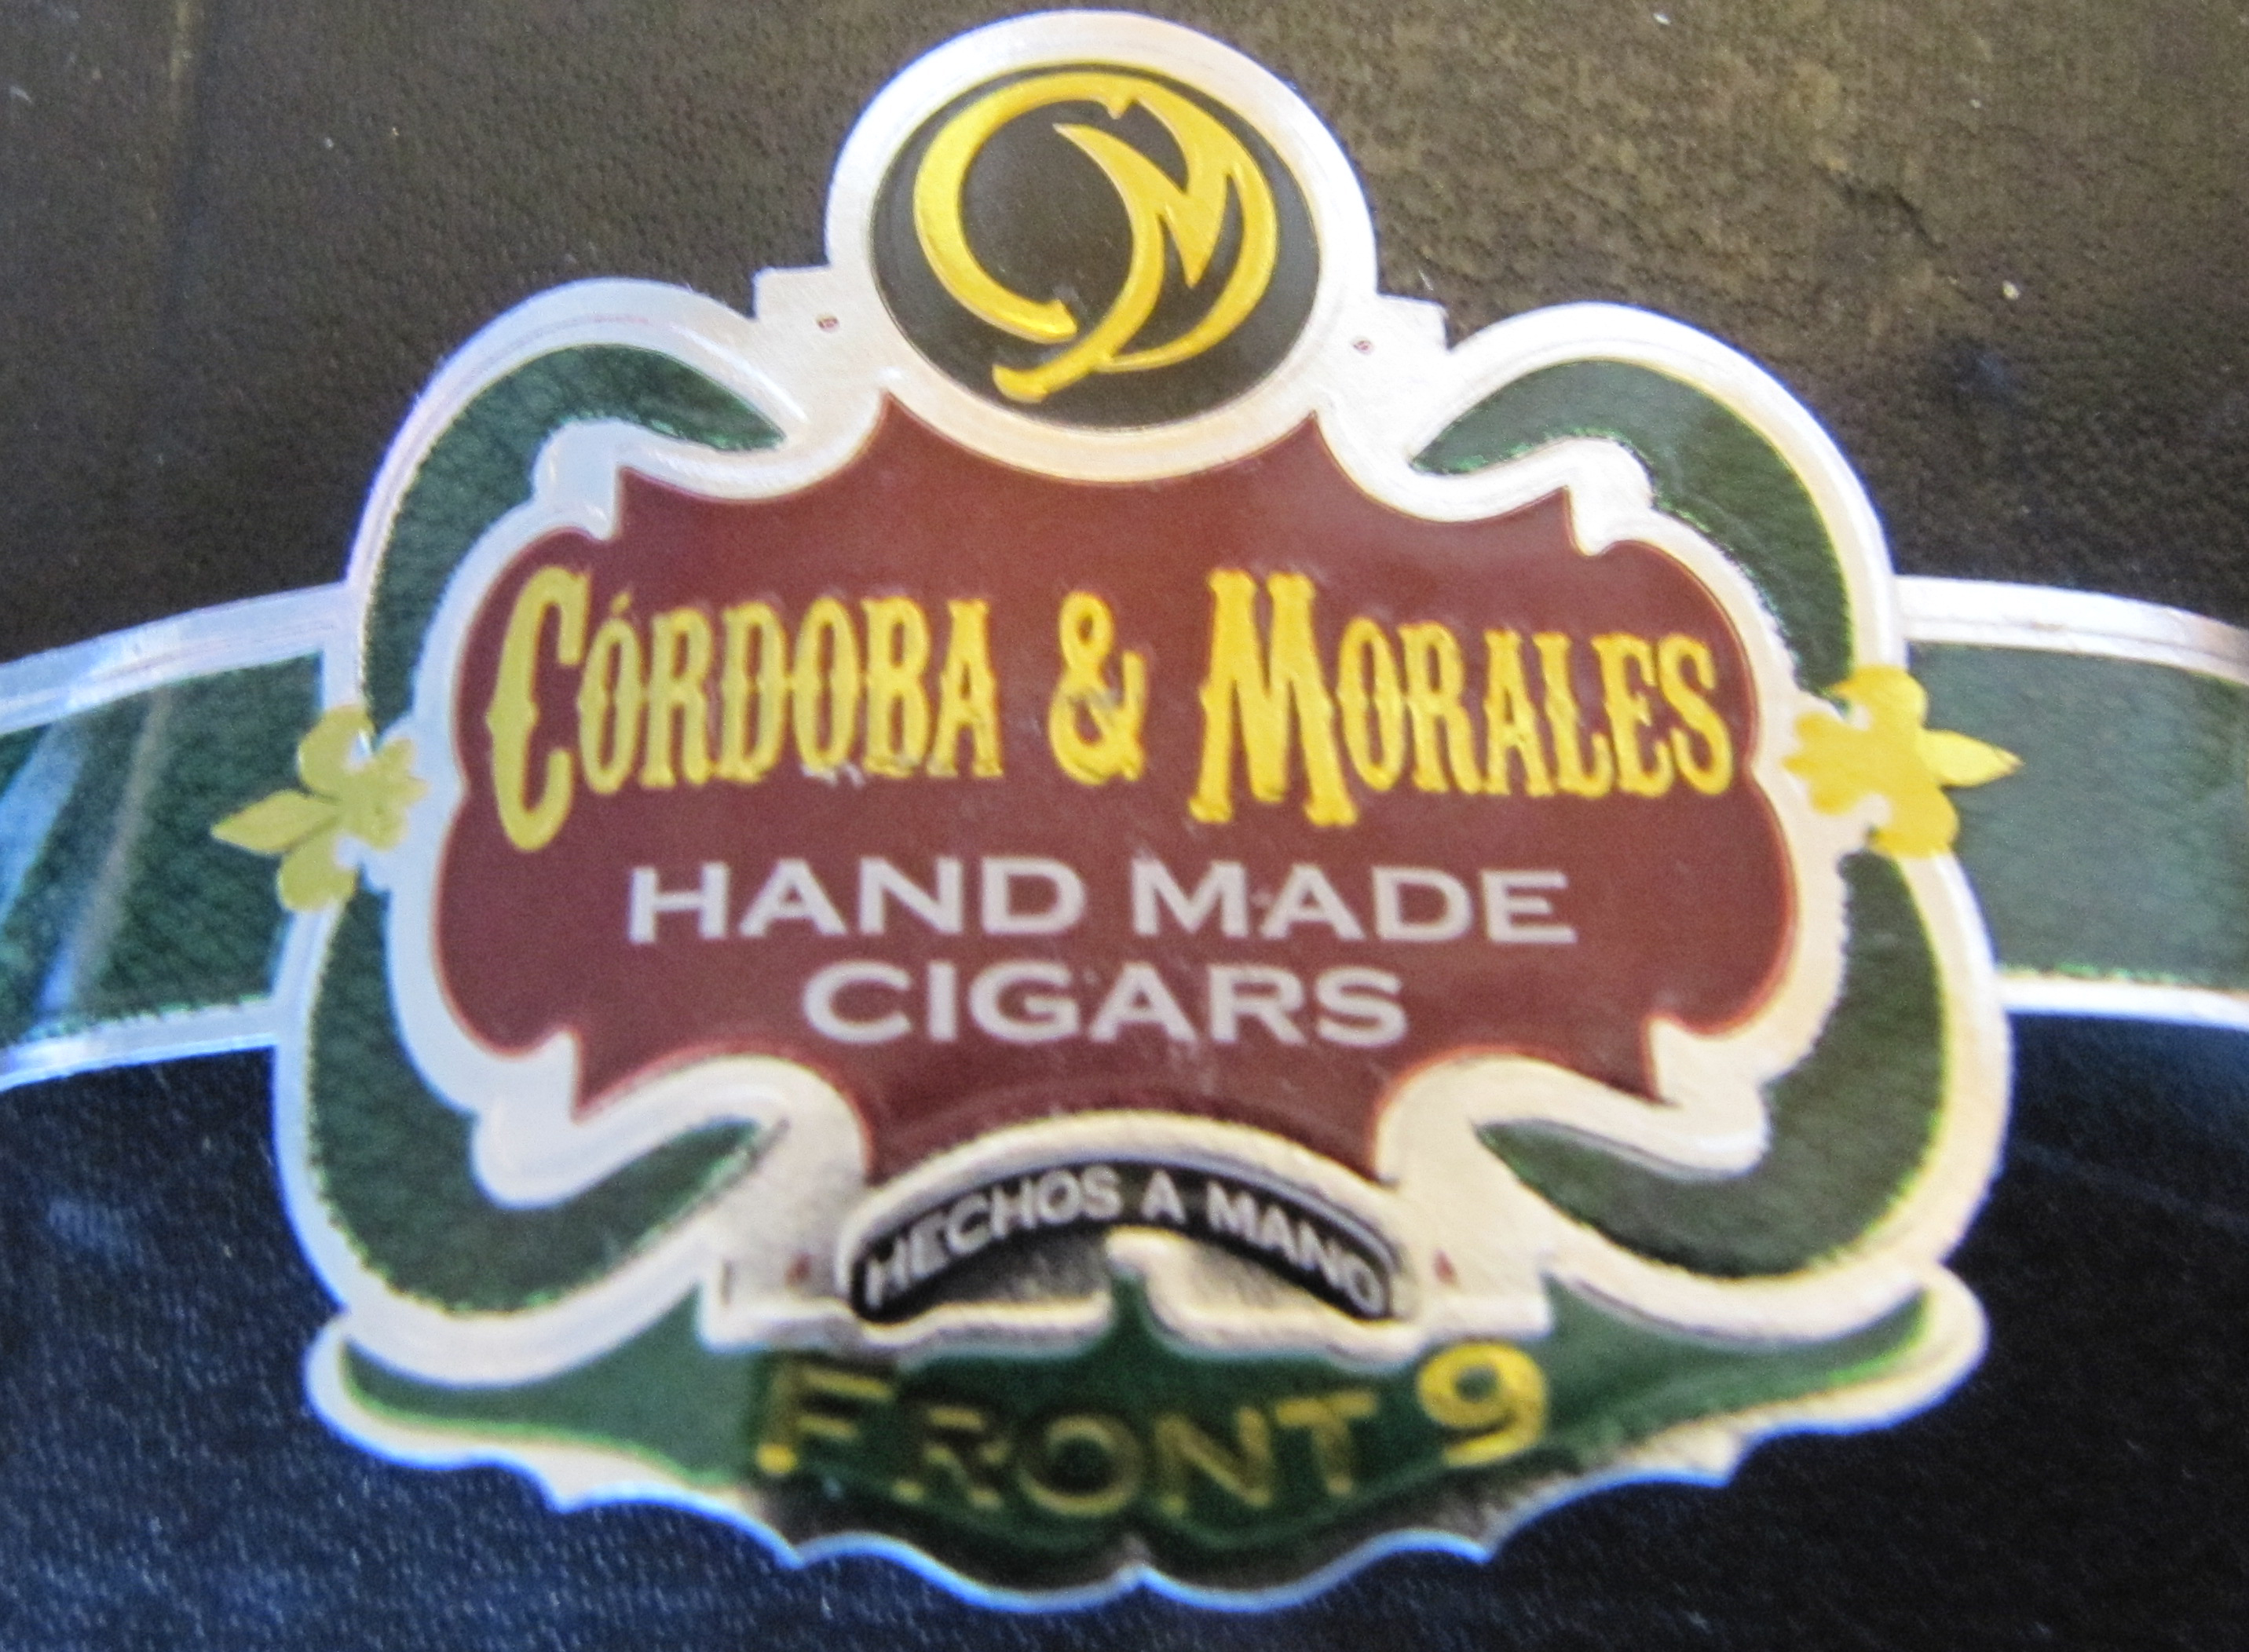 CM
CÓRDOBA & MORALES
HAND MADE
CIGARS
HECHOS A MANO
FRONT 9